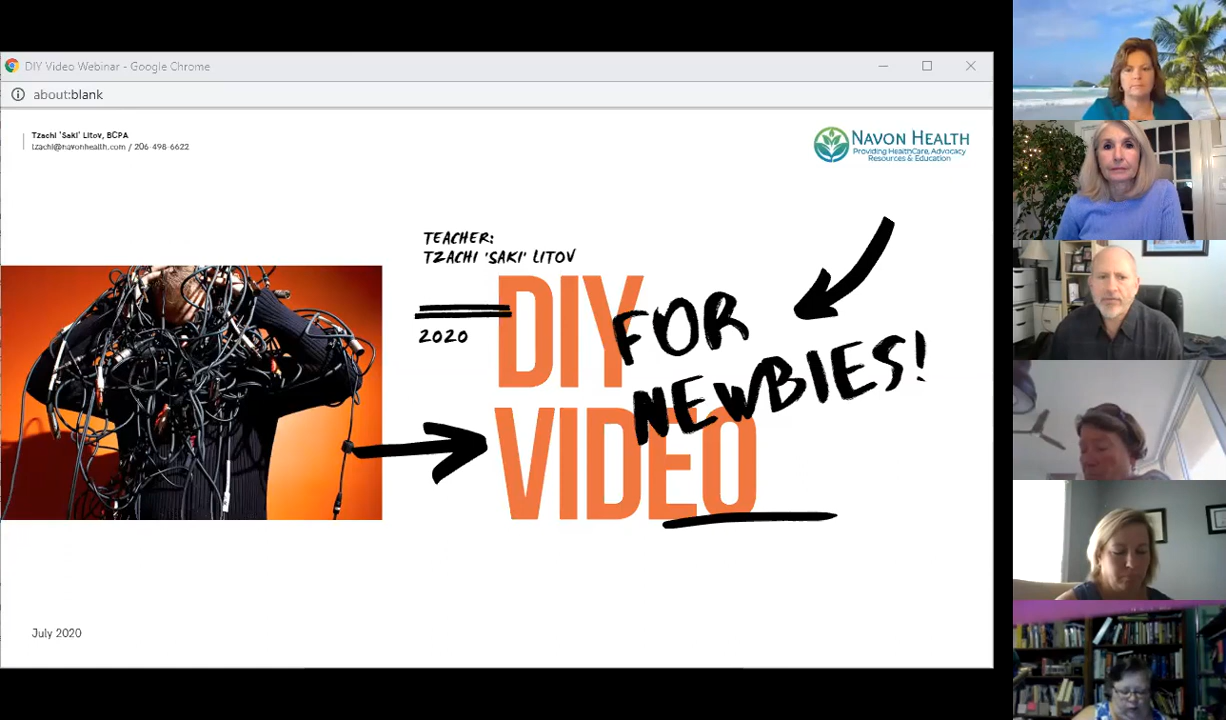 DIY Video Webinar - Google Chrome
about:blank
Tzachi 'Saki' Litov, BCPA
tzachi@navonhealth.com / 206-498-6622
NAVON HEALTH
Providing HealthCare, Advocacy
Resources & Education
TEACHER:
TZACHI 'SAKI' LITOV
2020
DIY
FOR
NEWBIES!
VIDEO
July 2020